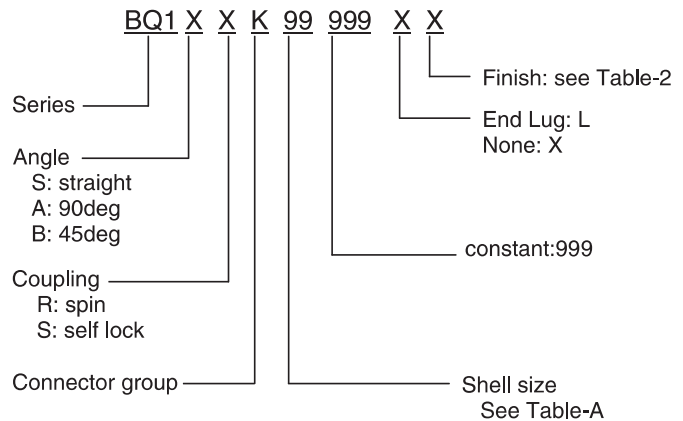 BQ1 X X K 99 999 X X
Finish: see Table-2
Series
End Lug: L
None: X
Angle
S: straight
A: 90deg
B: 45deg
constant:999
Coupling
R: spin
S: self lock
Connector group
Shell size
See Table-A